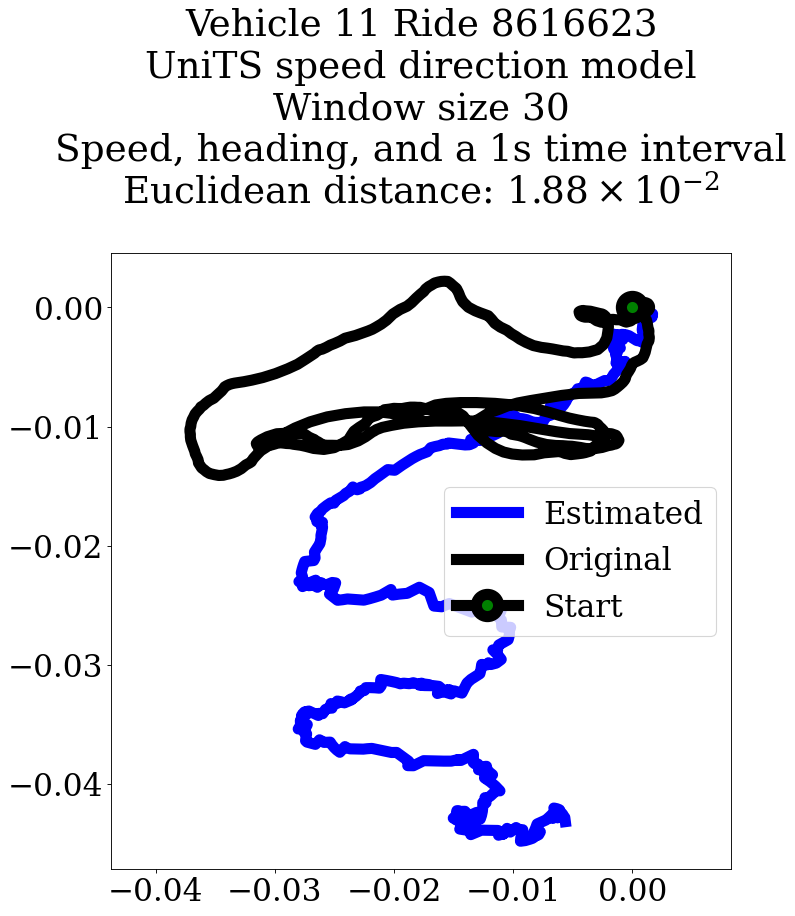 Vehicle 11 Ride 8616623
UniTS speed direction model
Window size 30
Speed, heading, and a 1s time interval
Euclidean distance: 1.88 × 10⁻²
0.00
−0.01
−0.02
−0.03
−0.04
Estimated
Original
Start
−0.04 −0.03 −0.02 −0.01 0.00